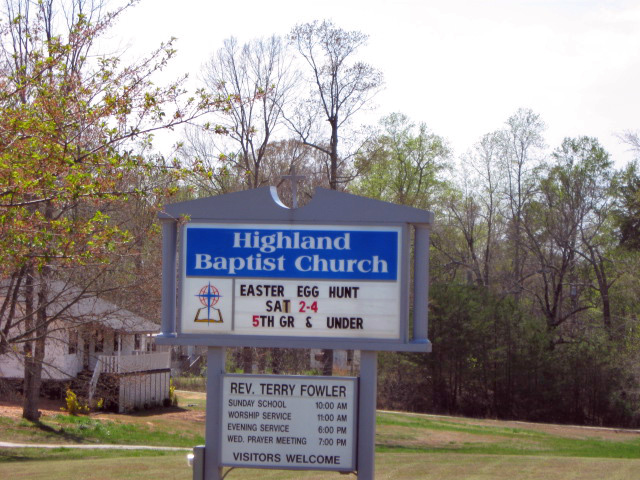 Highland
Baptist Church
EASTER EGG HUNT
SAT 2-4
5TH GR & UNDER
REV. TERRY FOWLER
SUNDAY SCHOOL 10:00 AM
WORSHIP SERVICE 11:00 AM
EVENING SERVICE 6:00 PM
WED. PRAYER MEETING 7:00 PM
VISITORS WELCOME